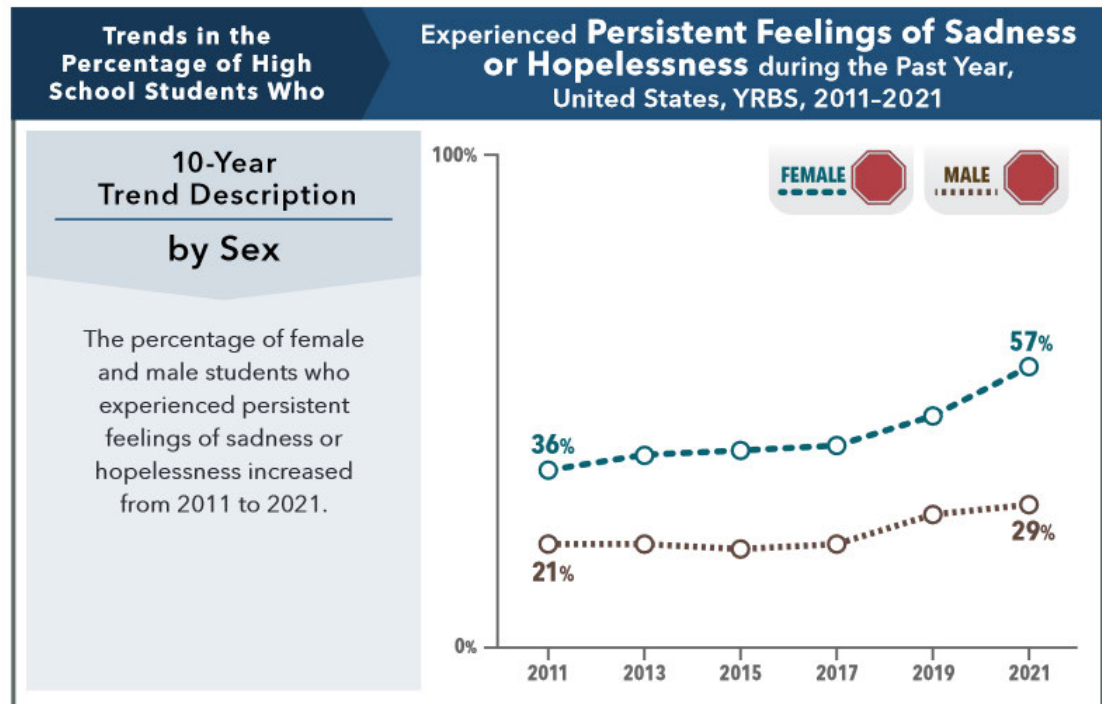 Trends in the
Percentage of High
School Students Who
Experienced Persistent Feelings of Sadness
or Hopelessness during the Past Year,
United States, YRBS, 2011–2021
10-Year
Trend Description
by Sex
The percentage of female
and male students who
experienced persistent
feelings of sadness or
hopelessness increased
from 2011 to 2021.
100%
FEMALE
MALE
57%
36%
29%
21%
0%
2011 2013 2015 2017 2019 2021